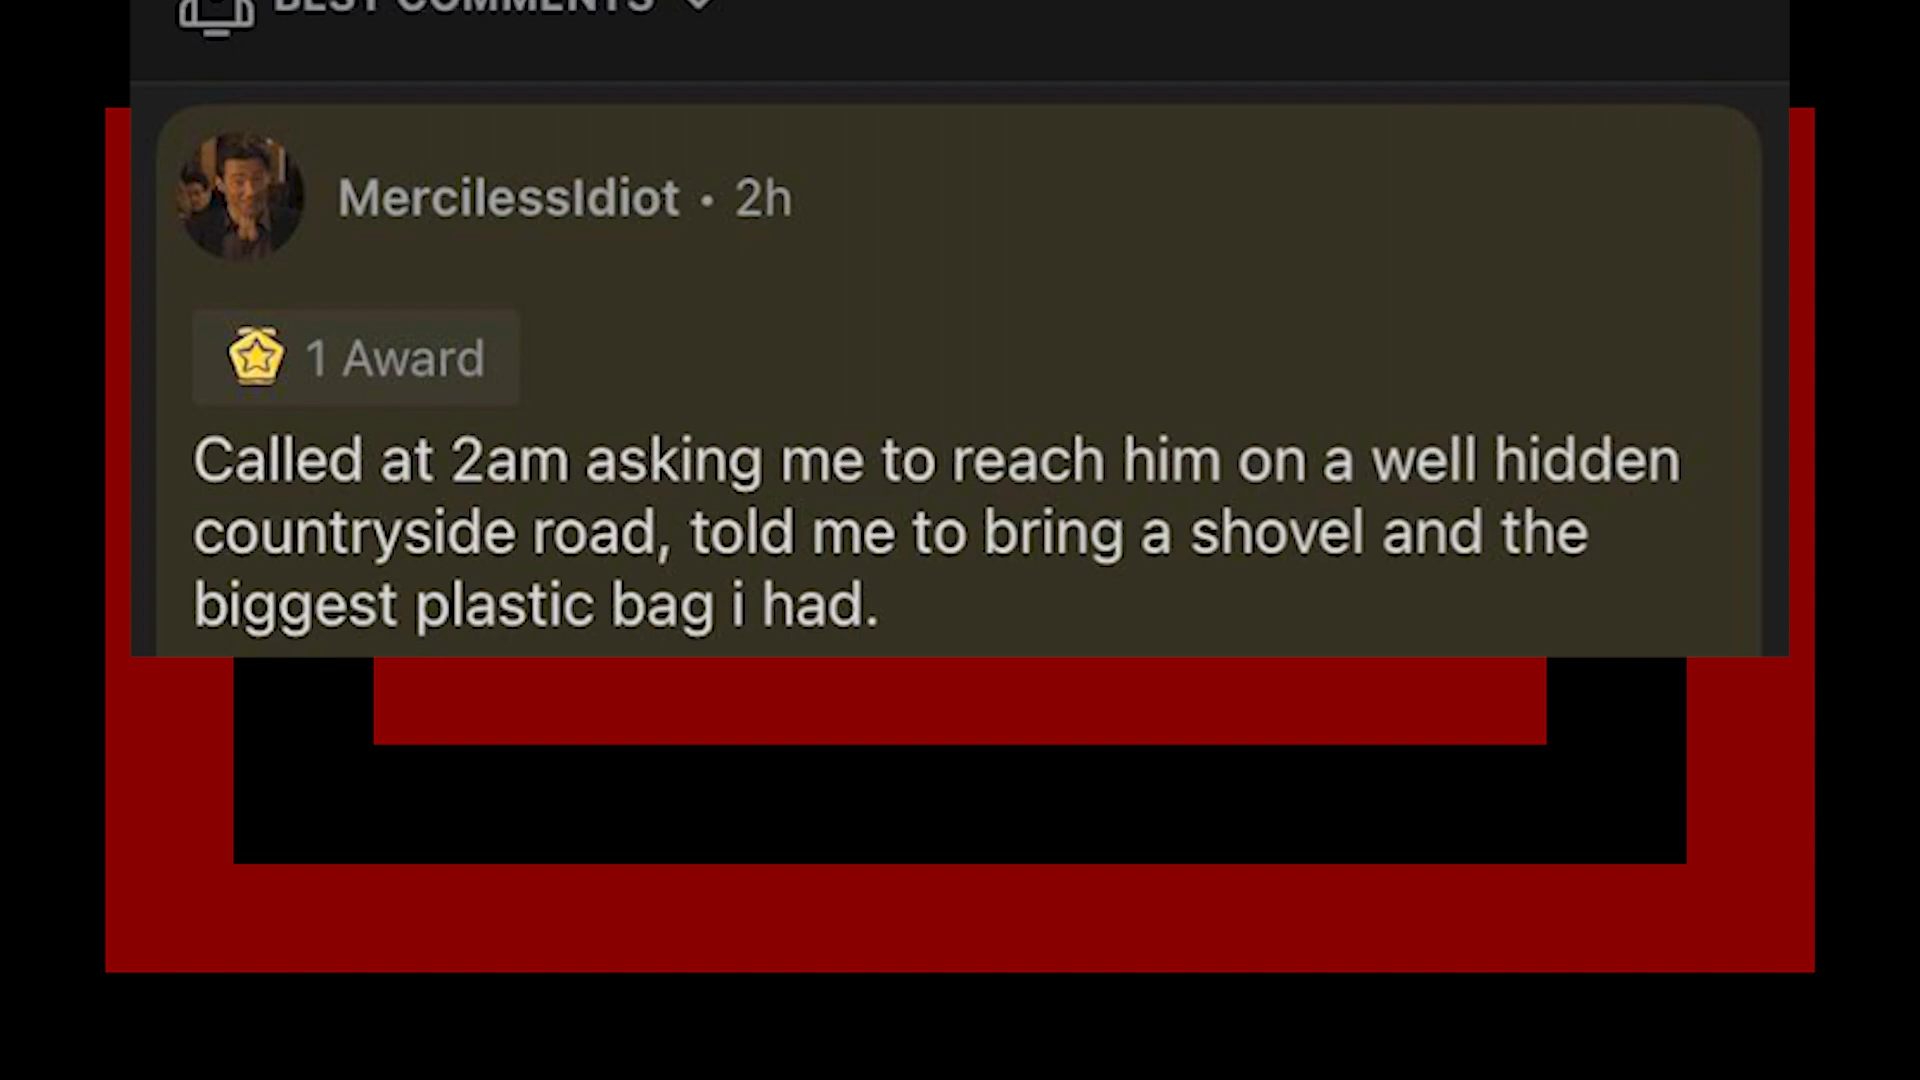 BEST COMMENTS
MercilessIdiot • 2h
1 Award
Called at 2am asking me to reach him on a well hidden
countryside road, told me to bring a shovel and the
biggest plastic bag i had.